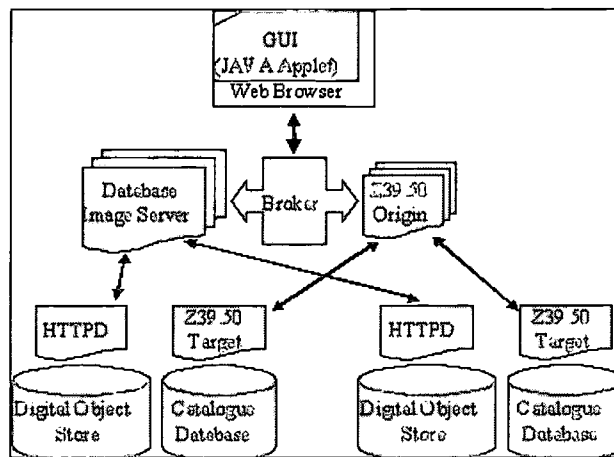 GUI
(JAVA Applet)
Web Browser
Database
Image Server
Broker
Z39.50
Origin
HTTPD
Z39.50
Target
HTTPD
Z39.50
Target
Digital Object
Store
Catalogue
Database
Digital Object
Store
Catalogue
Database